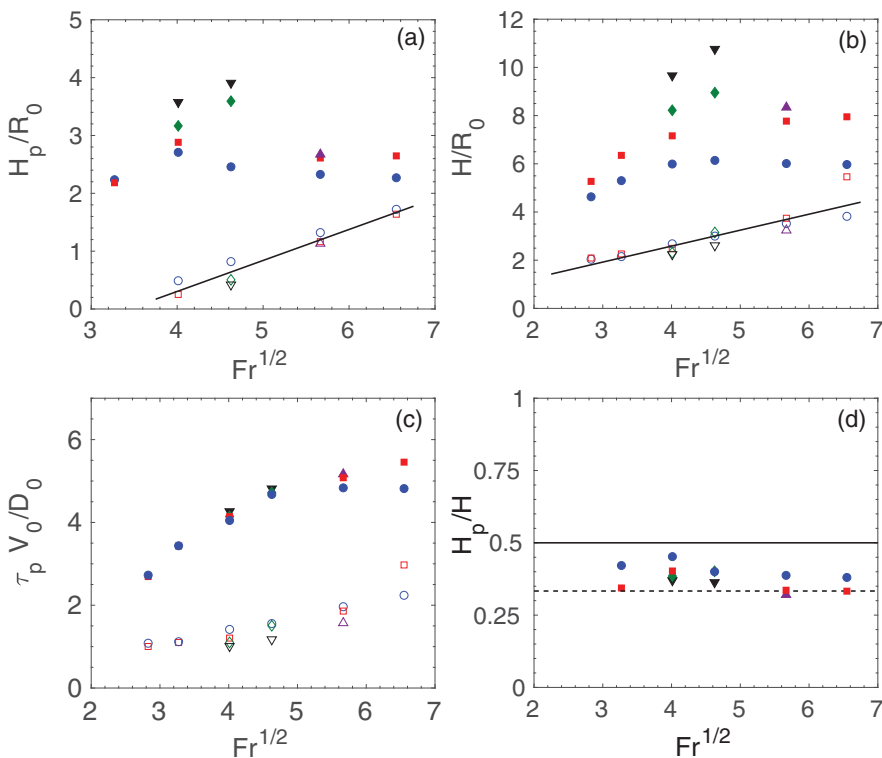 (a)
H_p/R_0
5
4
3
2
1
0
3 4 5 6 7
Fr^{1/2}
(b)
H/R_0
12
10
8
6
4
2
0
2 3 4 5 6 7
Fr^{1/2}
(c)
τ_p V_0/D_0
6
4
2
0
2 3 4 5 6 7
Fr^{1/2}
(d)
H_p/H
1
0.75
0.5
0.25
0
2 3 4 5 6 7
Fr^{1/2}